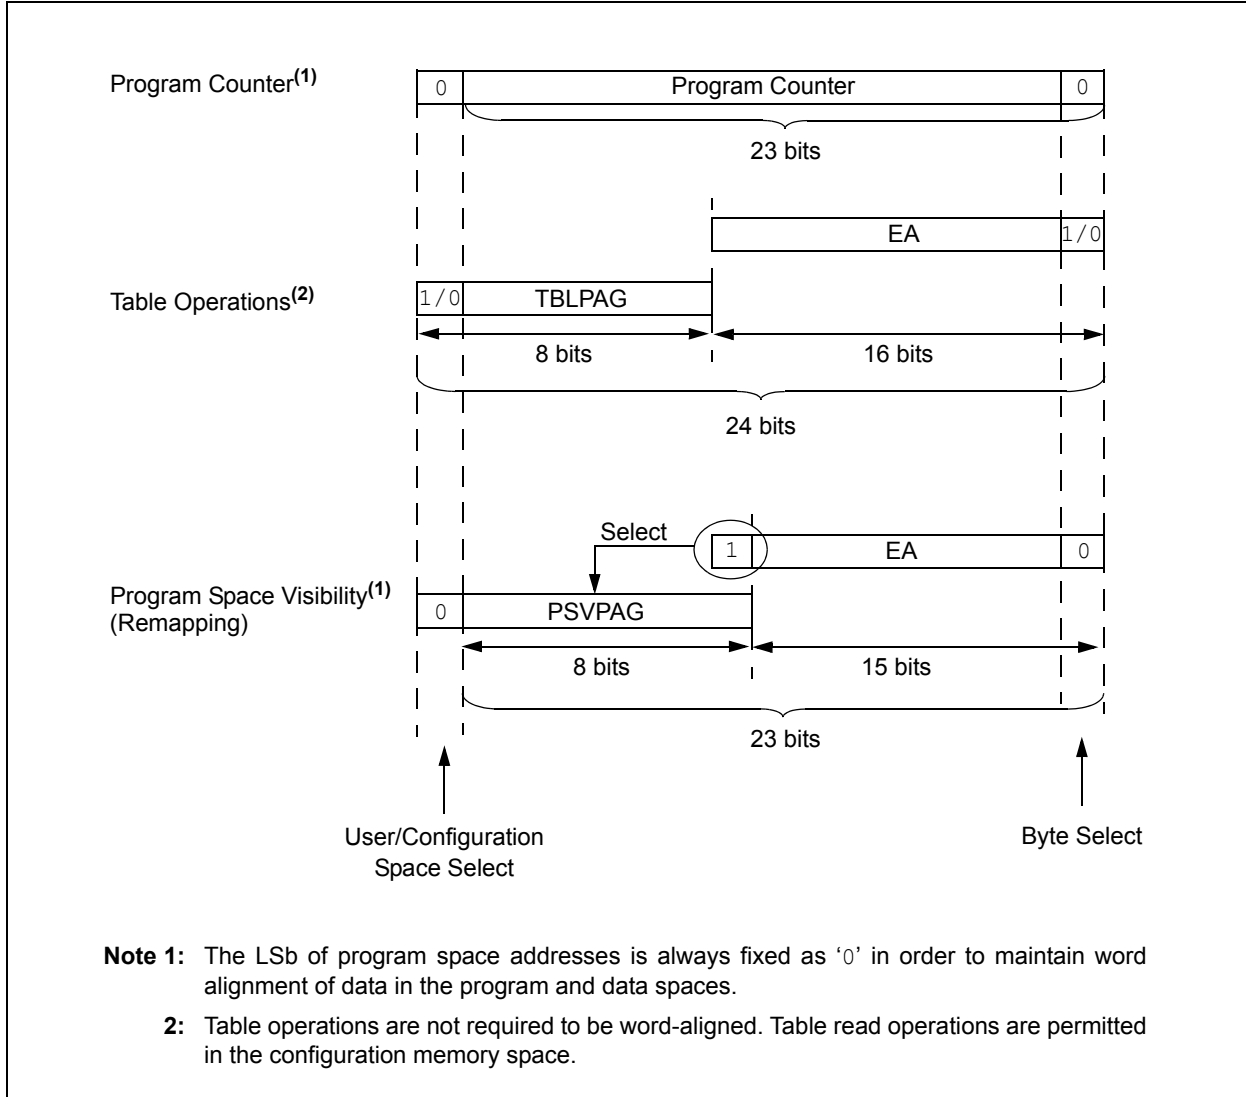 Program Counter(1)
0
Program Counter
0
23 bits
EA
1/0
Table Operations(2)
1/0
TBLPAG
8 bits
16 bits
24 bits
Select
1
EA
0
Program Space Visibility(1)
(Remapping)
0
PSVPAG
8 bits
15 bits
23 bits
User/Configuration
Space Select
Byte Select
Note 1: The LSb of program space addresses is always fixed as ‘0’ in order to maintain word
alignment of data in the program and data spaces.
2: Table operations are not required to be word-aligned. Table read operations are permitted
in the configuration memory space.